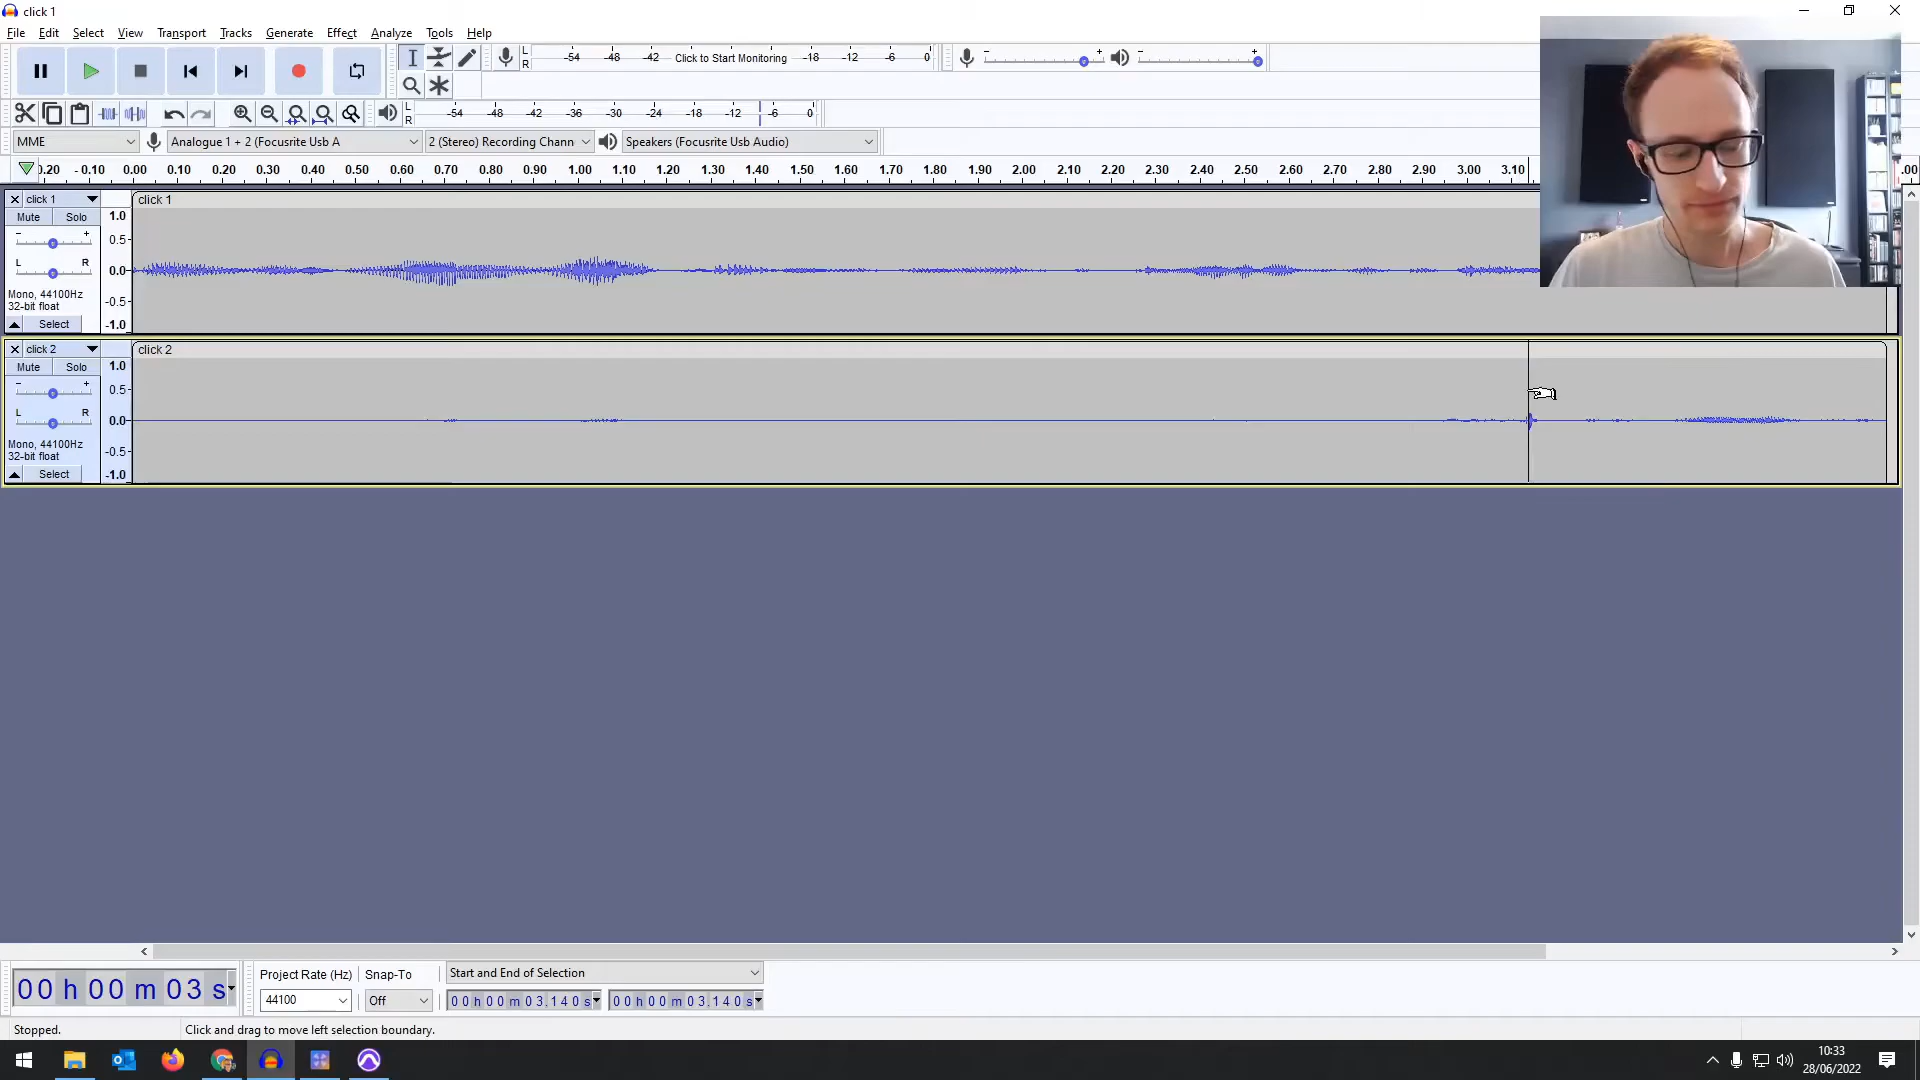 click 1
File Edit Select View Transport Tracks Generate Effect Analyze Tools Help
L R -54 -48 -42 Click to Start Monitoring -18 -12 -6 0
L R -54 -48 -42 -36 -30 -24 -18 -12 -6 0
MME Analogue 1 + 2 (Focusrite Usb A 2 (Stereo) Recording Chann Speakers (Focusrite Usb Audio)
0.20 - 0.10 0.00 0.10 0.20 0.30 0.40 0.50 0.60 0.70 0.80 0.90 1.00 1.10 1.20 1.30 1.40 1.50 1.60 1.70 1.80 1.90 2.00 2.10 2.20 2.30 2.40 2.50 2.60 2.70 2.80 2.90 3.00 3.10 .00
click 1 click 1
Mute Solo 1.0
- + 0.5
L R 0.0
Mono, 44100Hz
32-bit float -0.5
Select -1.0
click 2 click 2
Mute Solo 1.0
- + 0.5
L R 0.0
Mono, 44100Hz
32-bit float -0.5
Select -1.0
00 h 00 m 03 s
Project Rate (Hz) Snap-To Start and End of Selection
44100 Off 00 h 00 m 03.140 s 00 h 00 m 03.140 s
Stopped. Click and drag to move left selection boundary.
10:33
28/06/2022